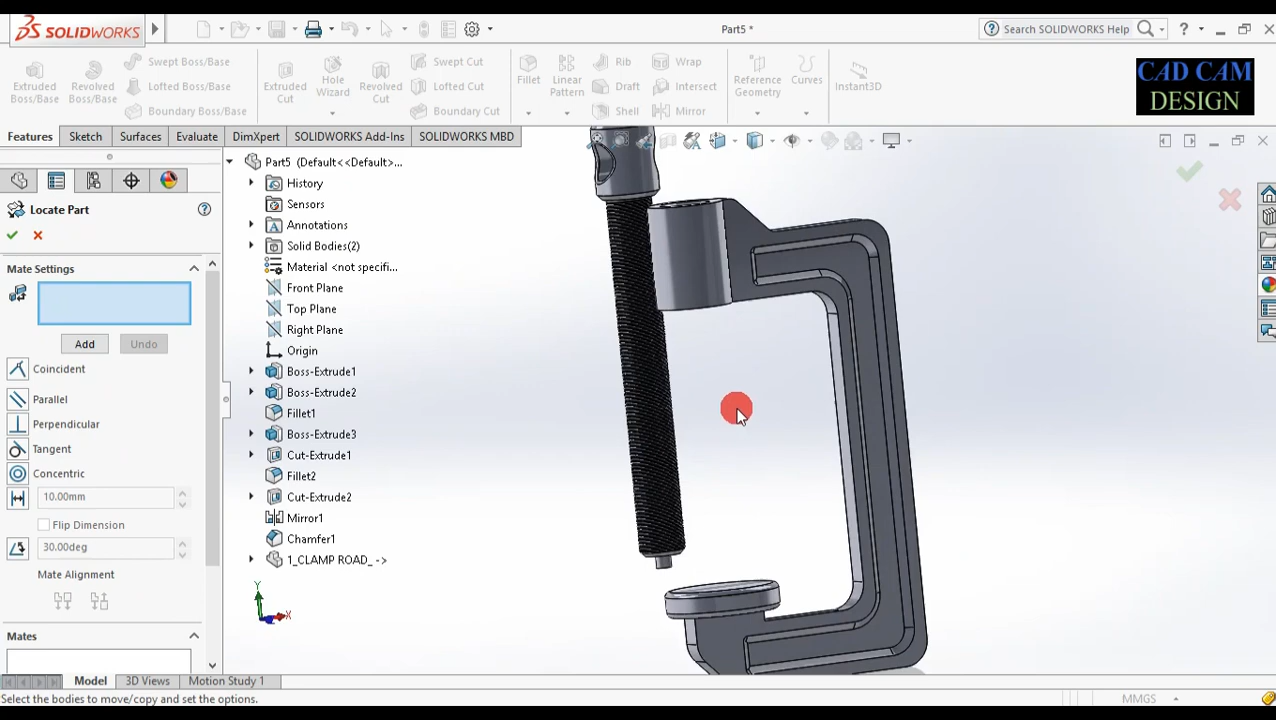 SOLIDWORKS
Part5 *
Search SOLIDWORKS Help
?
Extruded Boss/Base
Revolved Boss/Base
Swept Boss/Base
Lofted Boss/Base
Boundary Boss/Base
Extruded Cut
Hole Wizard
Revolved Cut
Swept Cut
Lofted Cut
Boundary Cut
Fillet
Linear Pattern
Rib
Draft
Shell
Wrap
Intersect
Mirror
Reference Geometry
Curves
Instant3D
CAD CAM
DESIGN
Features
Sketch
Surfaces
Evaluate
DimXpert
SOLIDWORKS Add-Ins
SOLIDWORKS MBD
Locate Part
?
Mate Settings
Add
Undo
Coincident
Parallel
Perpendicular
Tangent
Concentric
10.00mm
Flip Dimension
30.00deg
Mate Alignment
Mates
Part5 (Default<<Default>...
History
Sensors
Annotations
Solid Bodies(2)
Material <not specifi...
Front Plane
Top Plane
Right Plane
Origin
Boss-Extrude1
Boss-Extrude2
Fillet1
Boss-Extrude3
Cut-Extrude1
Fillet2
Cut-Extrude2
Mirror1
Chamfer1
1_CLAMP ROAD_ ->
Y
X
Model
3D Views
Motion Study 1
Select the bodies to move/copy and set the options.
MMGS